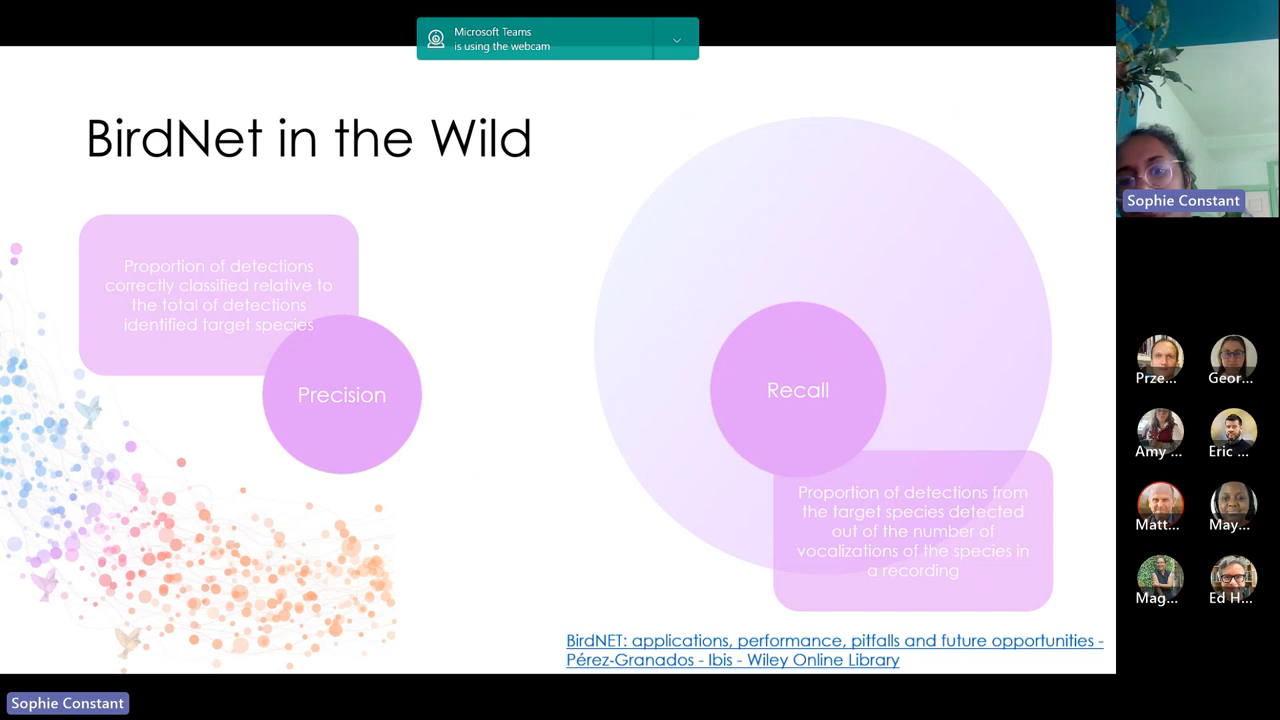 Microsoft Teams
is using the webcam
BirdNet in the Wild
Proportion of detections
correctly classified relative to
the total of detections
identified target species
Precision
Recall
Proportion of detections from
the target species detected
out of the number of
vocalizations of the species in
a recording
BirdNET: applications, performance, pitfalls and future opportunities -
Pérez-Granados - Ibis - Wiley Online Library
Sophie Constant
Prze...
Geor...
Amy ...
Eric ...
Matt...
May...
Mag...
Ed H...
Sophie Constant